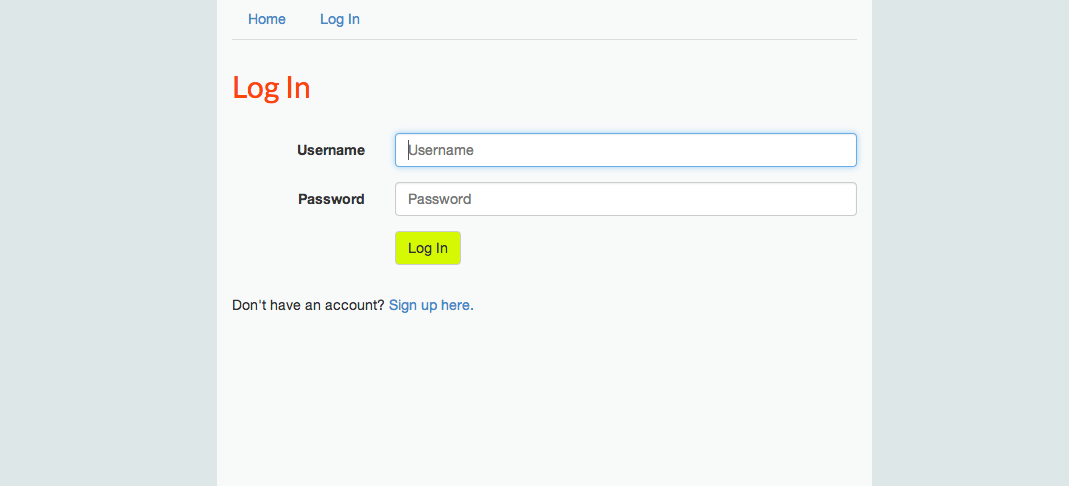 Home Log In
Log In
Username Username
Password Password
Log In
Don't have an account? Sign up here.